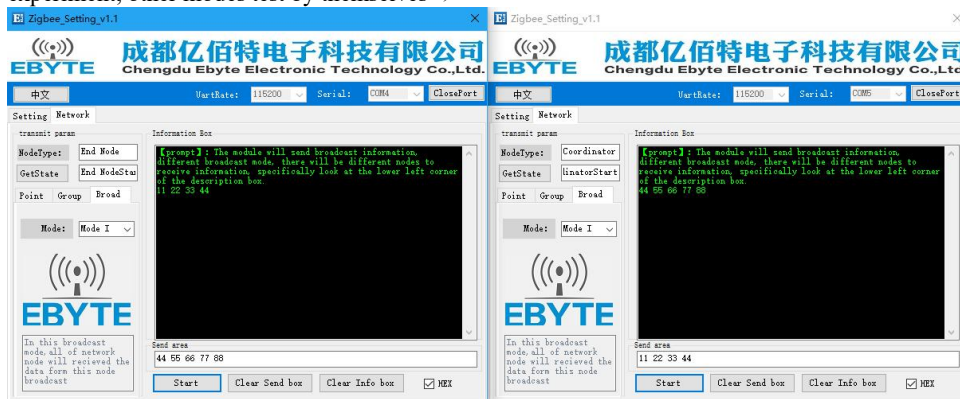 Zigbee_Setting_v1.1
EBYTE
成都亿佰特电子科技有限公司
Chengdu Ebyte Electronic Technology Co.,Ltd.
中文 UartRate: 115200 Serial: COM4 ClosePort
Setting Network
transmit param
NodeType: End Node
GetState End NodeStar
Point Group Broad
Mode: Mode I
EBYTE
In this broadcast
mode,all of network
node will recieved the
data form this node
broadcast
Information Box
【prompt】: The module will send broadcast information,
different broadcast mode, there will be different nodes to
receive information, specifically look at the lower left corner
of the description box.
11 22 33 44
Send area
44 55 66 77 88
Start Clear Send box Clear Info box HEX
Zigbee_Setting_v1.1
EBYTE
成都亿佰特电子科技有限公司
Chengdu Ebyte Electronic Technology Co.,Ltd
中文 UartRate: 115200 Serial: COM5 ClosePort
Setting Network
transmit param
NodeType: Coordinator
GetState linatorStart
Point Group Broad
Mode: Mode I
EBYTE
In this broadcast
mode,all of network
node will recieved the
data form this node
broadcast
Information Box
【prompt】: The module will send broadcast information,
different broadcast mode, there will be different nodes to
receive information, specifically look at the lower left corner
of the description box.
44 55 66 77 88
Send area
11 22 33 44
Start Clear Send box Clear Info box HEX